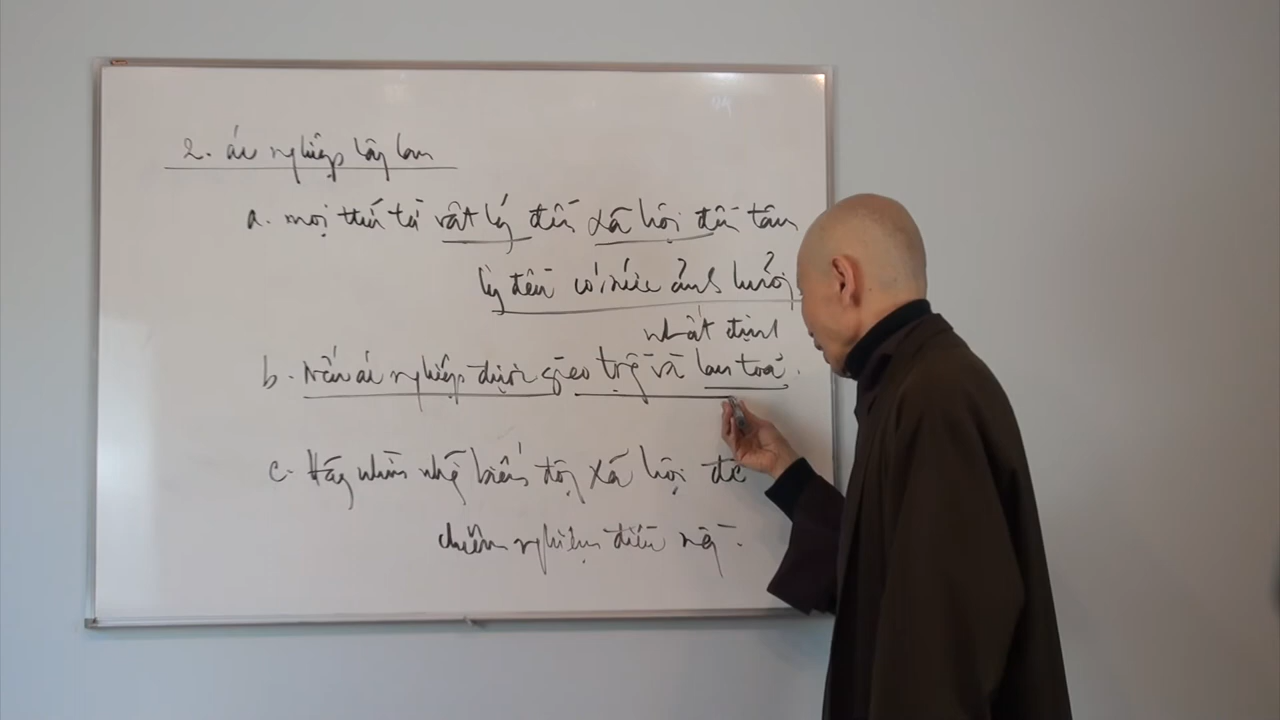 2. ác nghiệp lây lan
a. mọi thứ từ vật lý đến xã hội đến tâm
lý đều có sức ảnh hưởng
nhất định
b. Nên ác nghiệp được gieo trồng và lan toả.
c. Hãy nhìn những biến động xã hội để
chiêm nghiệm điều này.